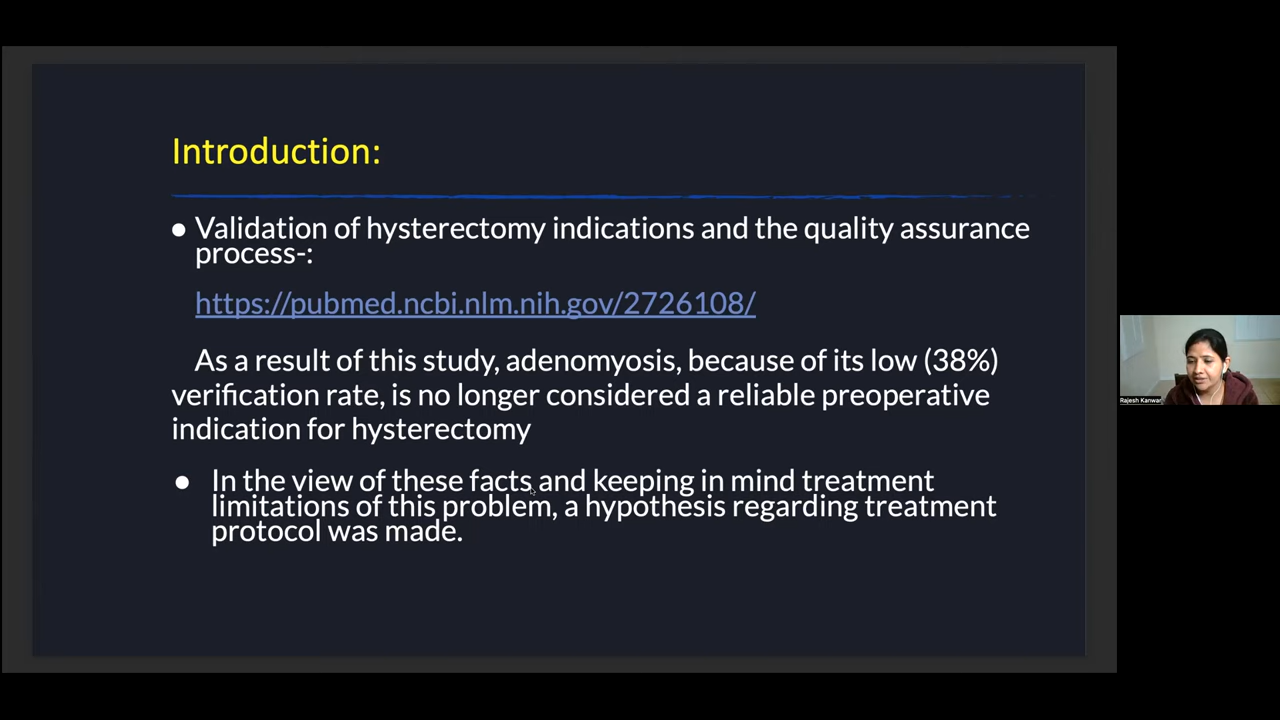 Introduction:
● Validation of hysterectomy indications and the quality assurance
process-:
https://pubmed.ncbi.nlm.nih.gov/2726108/
As a result of this study, adenomyosis, because of its low (38%)
verification rate, is no longer considered a reliable preoperative
indication for hysterectomy
● In the view of these facts and keeping in mind treatment
limitations of this problem, a hypothesis regarding treatment
protocol was made.
Rajesh Kanwar